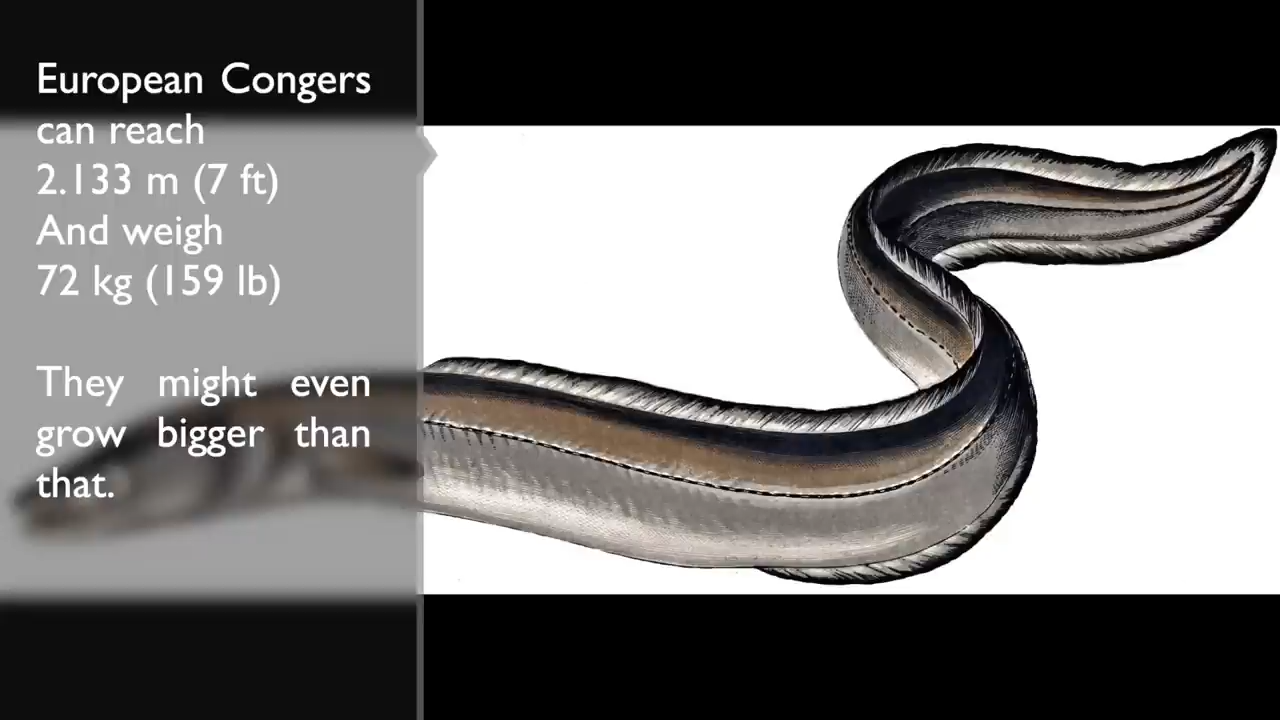 European Congers
can reach
2.133 m (7 ft)
And weigh
72 kg (159 lb)
They might even
grow bigger than
that.